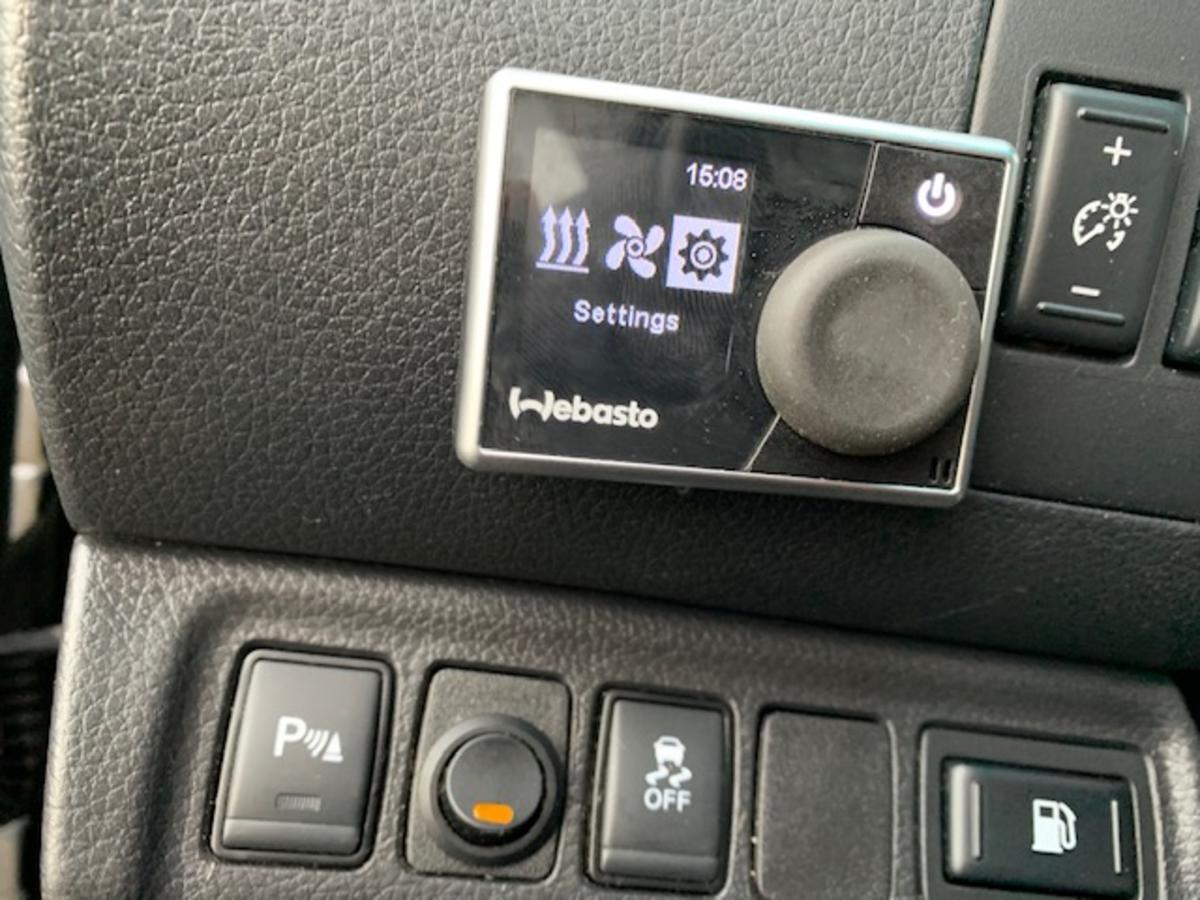 15:08
Settings
Webasto
+
-
P
OFF